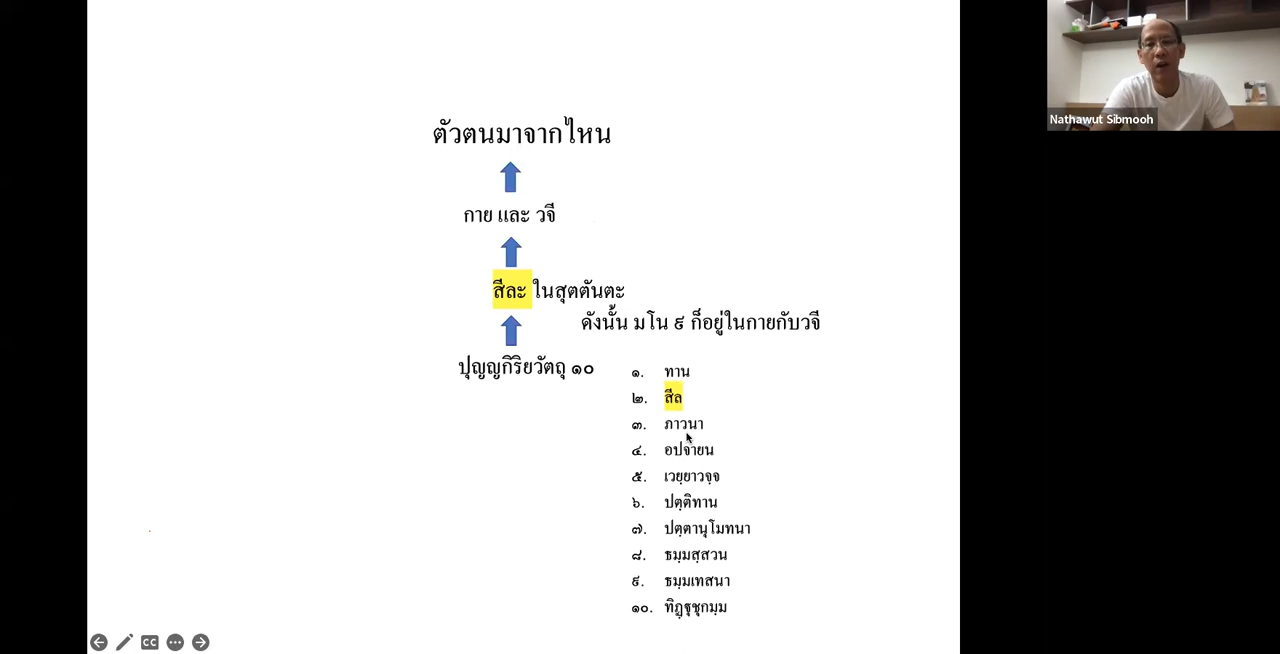 ตัวตนมาจากไหน
กาย และ วจี
สีละ ในสุตตันตะ
ดังนั้น มโน ๙ ก็อยู่ในกายกับวจี
ปุญญกิริยวัตถุ ๑๐
๑. ทาน
๒. สีล
๓. ภาวนา
๔. อปจายน
๕. เวยฺยาวจฺจ
๖. ปตฺติทาน
๗. ปตฺตานุโมทนา
๘. ธมฺมสฺสวน
๙. ธมฺมเทสนา
๑๐. ทิฏฺฐุชุกมฺม
Nathawut Sibmooh
CC